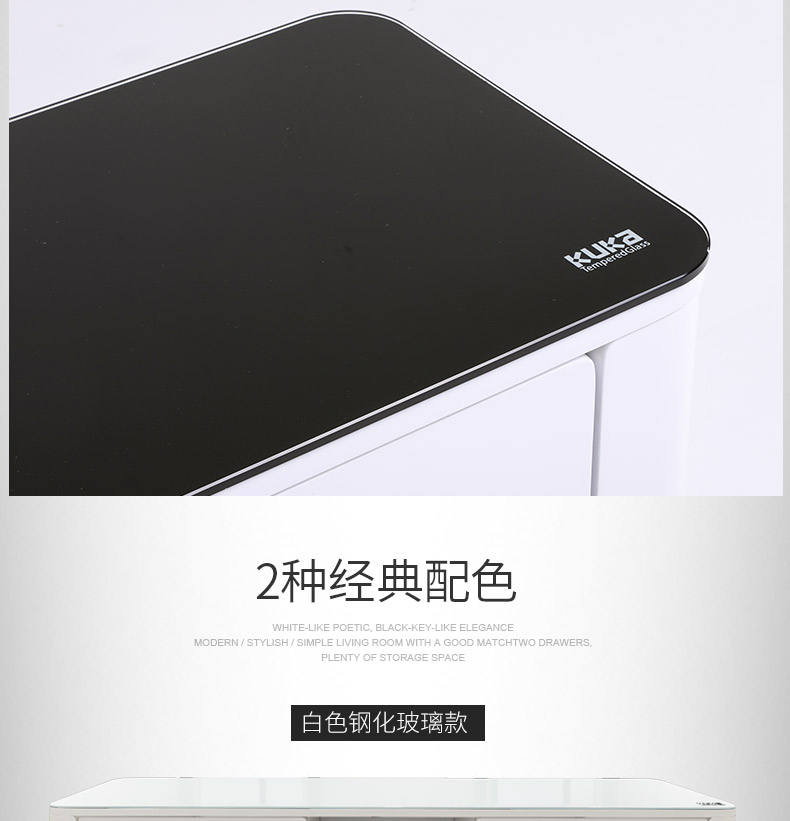 KUKa
TemperedGlass
2种经典配色
WHITE-LIKE POETIC, BLACK-KEY-LIKE ELEGANCE
MODERN / STYLISH / SIMPLE LIVING ROOM WITH A GOOD MATCHTWO DRAWERS,
PLENTY OF STORAGE SPACE
白色钢化玻璃款
KUKa